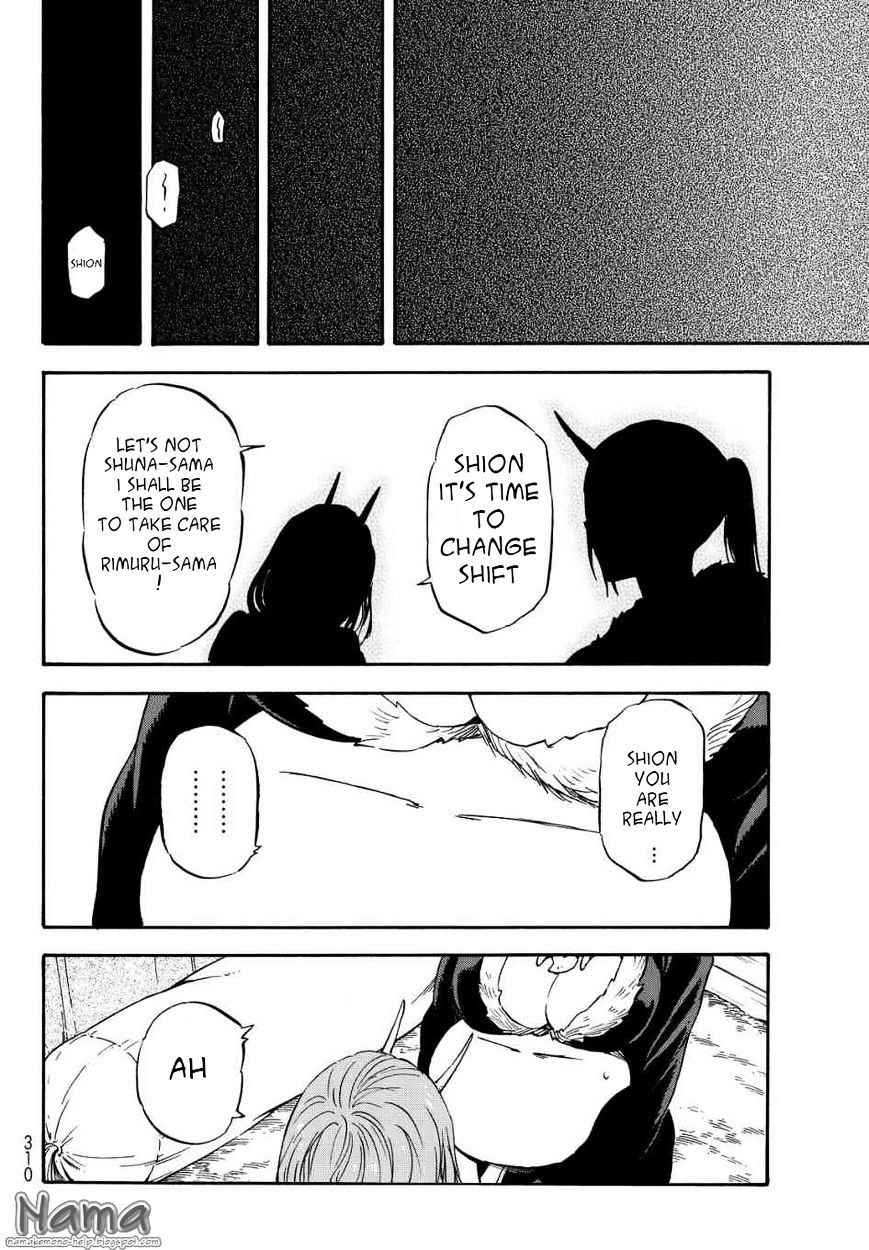 SHION
SHION
IT'S TIME
TO
CHANGE
SHIFT
LET'S NOT
SHUNA-SAMA
I SHALL BE
THE ONE
TO TAKE CARE
OF
RIMURU-SAMA
!
SHION
YOU
ARE
REALLY
...
........
........
AH
310
Nama
namakemono-help.blogspot.com